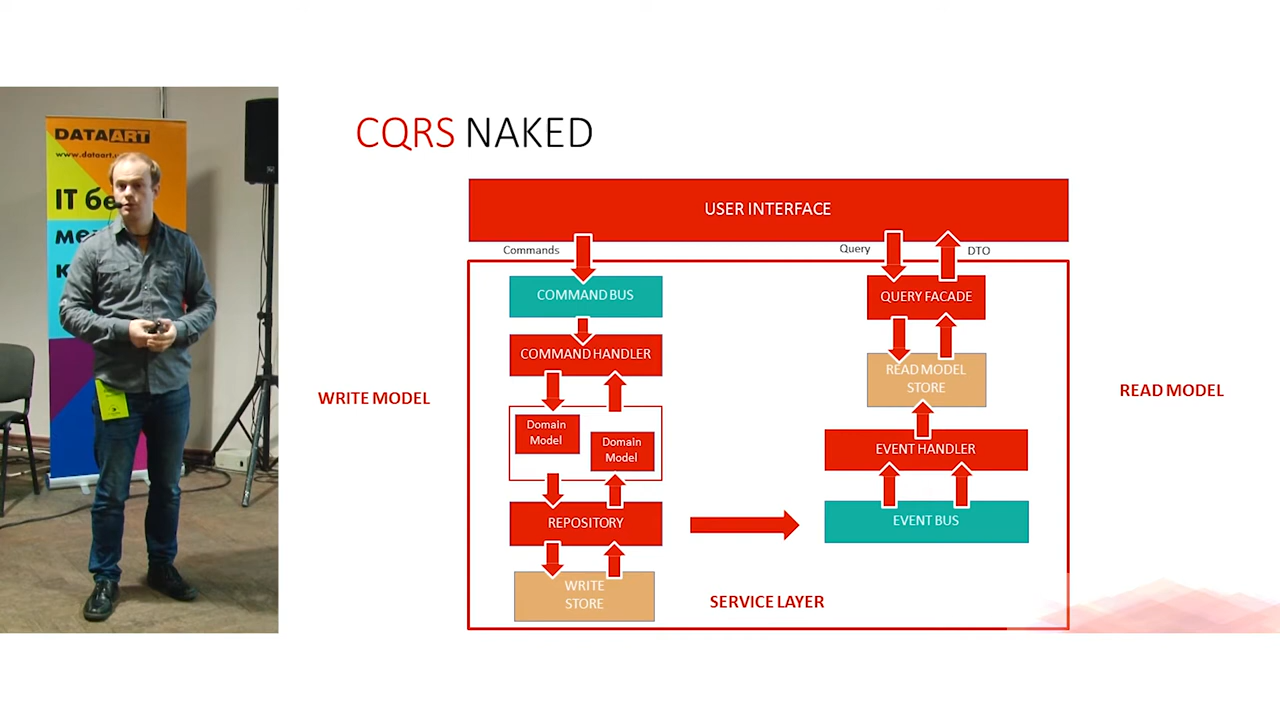 DATAART
www.dataart.
IT бе
ме
к
CQRS NAKED
USER INTERFACE
Commands
Query
DTO
COMMAND BUS
QUERY FACADE
COMMAND HANDLER
READ MODEL
STORE
WRITE MODEL
READ MODEL
Domain
Model
Domain
Model
EVENT HANDLER
REPOSITORY
EVENT BUS
WRITE
STORE
SERVICE LAYER